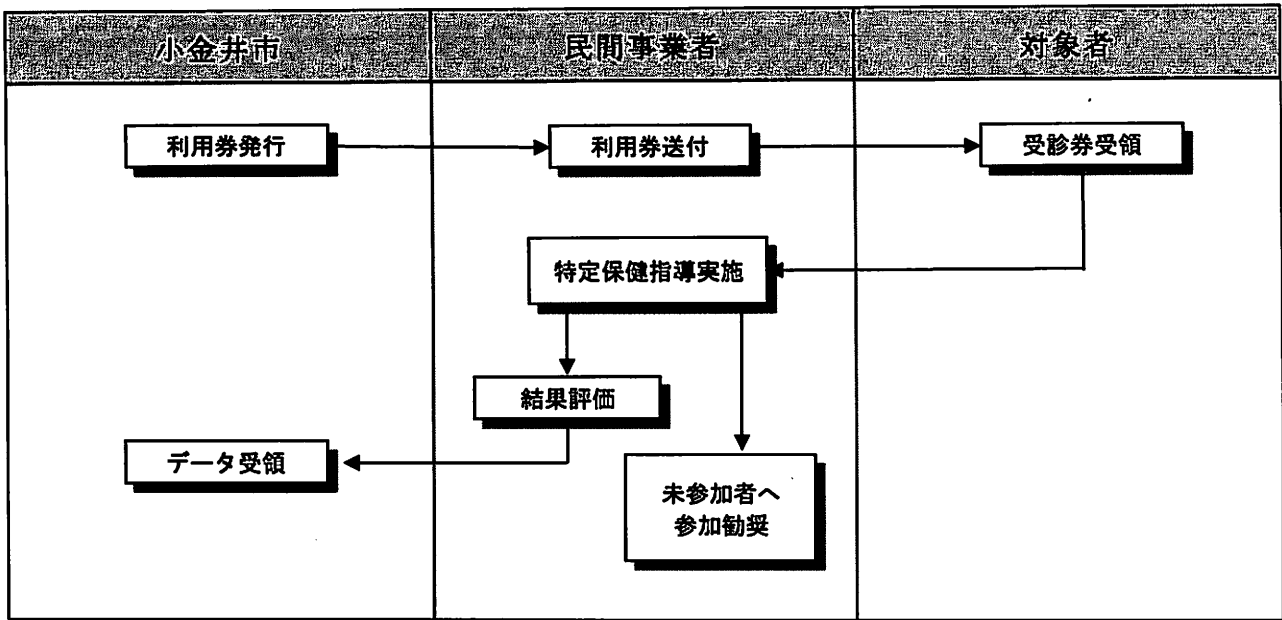 小金井市
民間事業者
対象者
利用券発行
利用券送付
受診券受領
特定保健指導実施
結果評価
データ受領
未参加者へ
参加勧奨